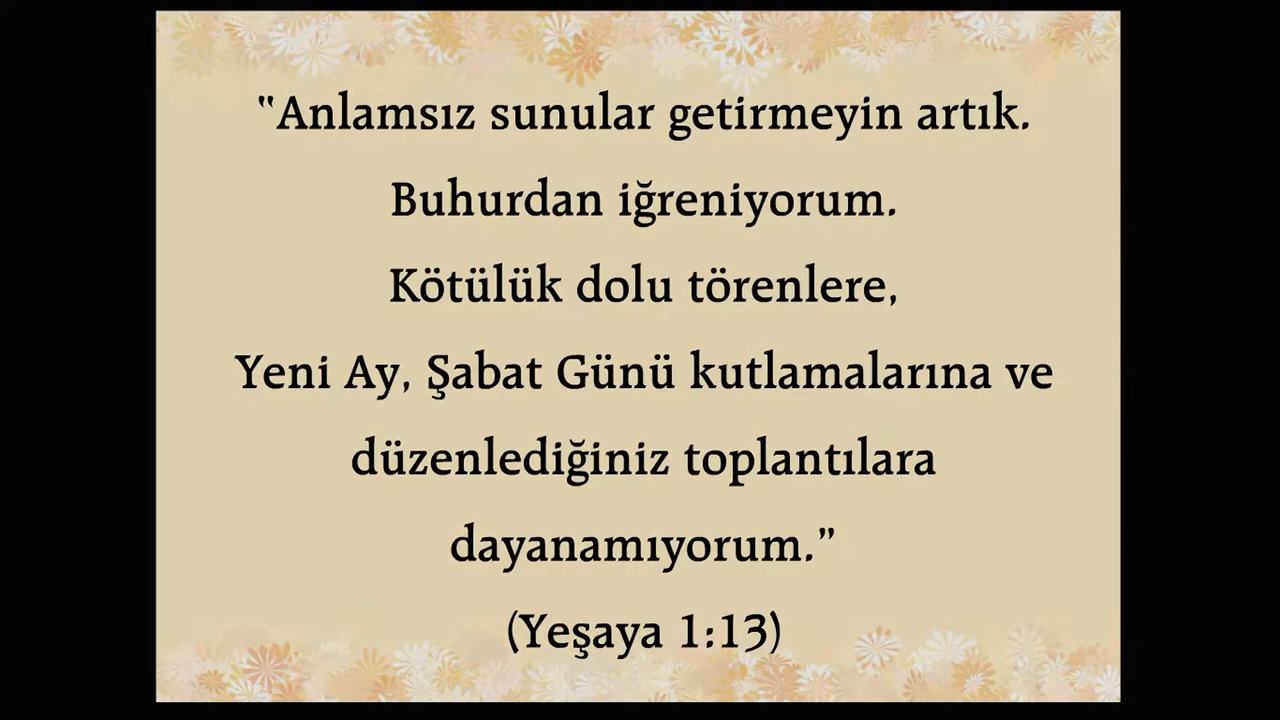 “Anlamsız sunular getirmeyin artık.
Buhurdan iğreniyorum.
Kötülük dolu törenlere,
Yeni Ay, Şabat Günü kutlamalarına ve
düzenlediğiniz toplantılara
dayanamıyorum.”
(Yeşaya 1:13)